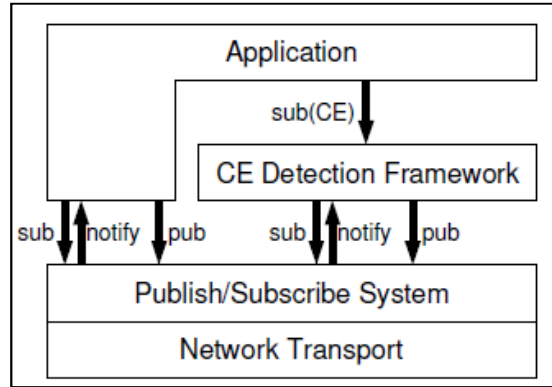 Application
sub(CE)
CE Detection Framework
sub notify pub sub notify pub
Publish/Subscribe System
Network Transport